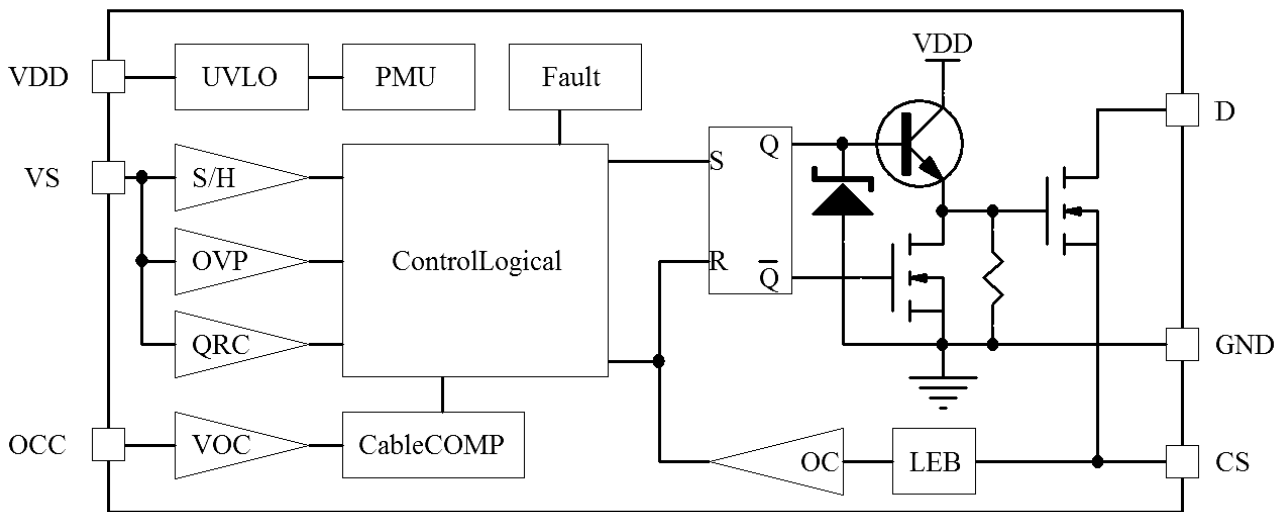 VDD
UVLO
PMU
Fault
VDD
D
VS
S/H
OVP
QRC
ControlLogical
S
R
Q
Q̅
GND
OCC
VOC
CableCOMP
OC
LEB
CS